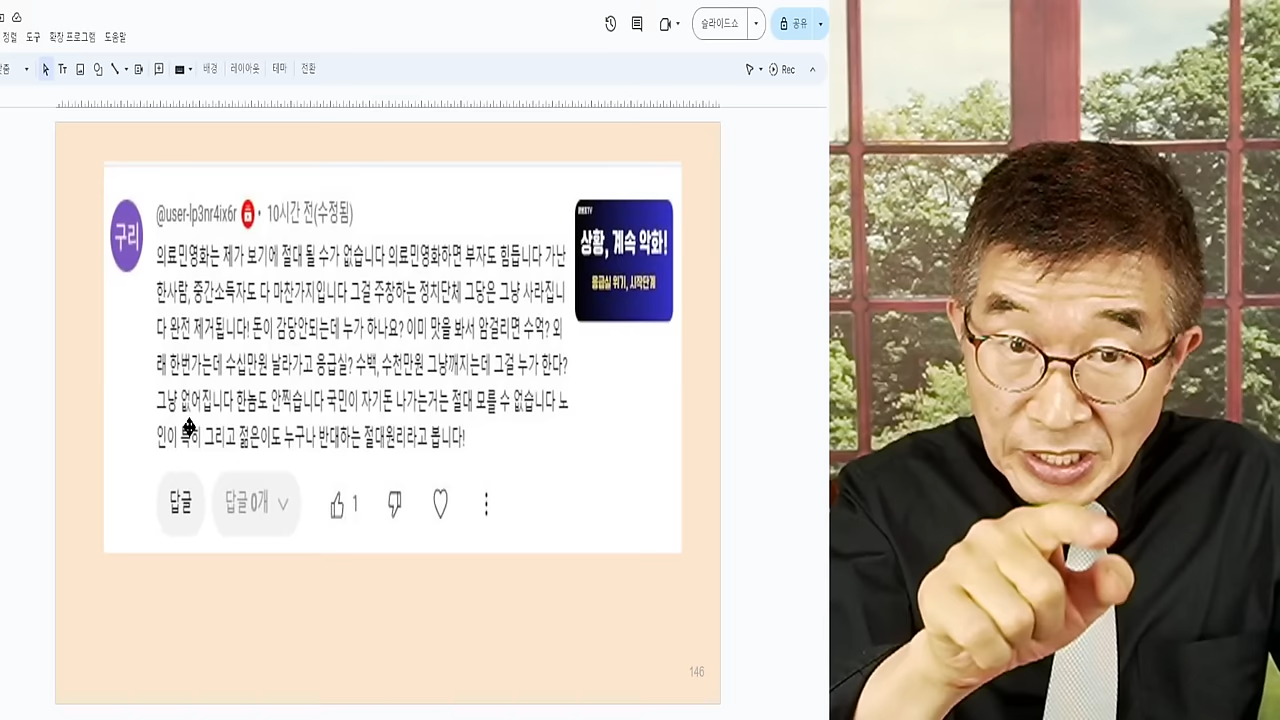 정렬 도구 확장 프로그램 도움말
슬라이드쇼
공유
배경 레이아웃 테마 전환
Rec
구리
@user-lp3nr4ix6r · 10시간 전(수정됨)
의료민영화는 제가 보기에 절대 될 수가 없습니다 의료민영화하면 부자도 힘듭니다 가난
한사람, 중간소득자도 다 마찬가지입니다 그걸 주창하는 정치단체 그당은 그냥 사라집니
다 완전 제거됩니다! 돈이 감당안되는데 누가 하나요? 이미 맛을 봐서 암걸리면 수억? 외
래 한번가는데 수십만원 날라가고 응급실? 수백, 수천만원 그냥깨지는데 그걸 누가 한다?
그냥 없어집니다 한놈도 안찍습니다 국민이 자기돈 나가는거는 절대 모를 수 없습니다 노
인이 특히 그리고 젊은이도 누구나 반대하는 절대원리라고 봅니다!
상황, 계속 악화!
응급실 위기, 시작단계
답글
답글 0개
1
146